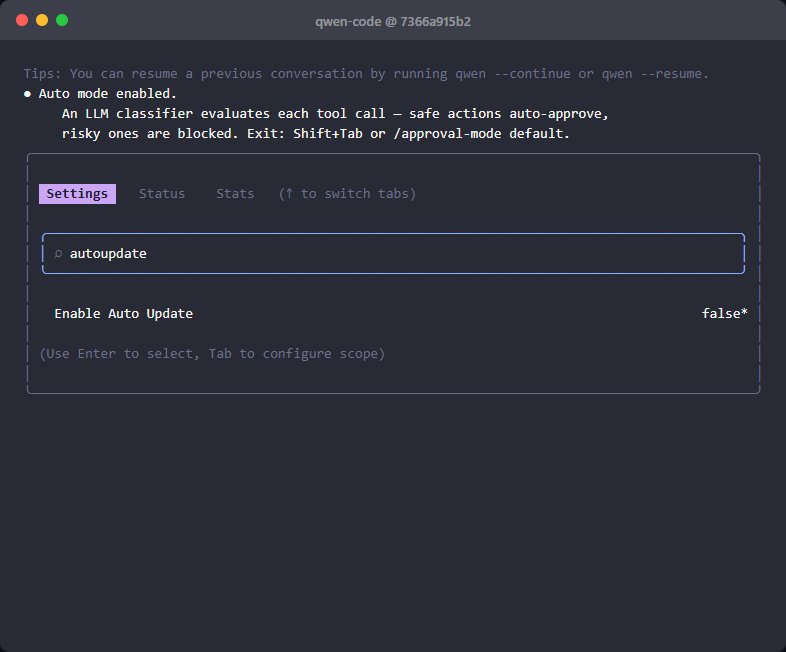 qwen-code @ 7366a915b2
Tips: You can resume a previous conversation by running qwen --continue or qwen --resume.
● Auto mode enabled.
An LLM classifier evaluates each tool call — safe actions auto-approve,
risky ones are blocked. Exit: Shift+Tab or /approval-mode default.
Settings Status Stats (↑ to switch tabs)
⌕ autoupdate
Enable Auto Update false*
(Use Enter to select, Tab to configure scope)